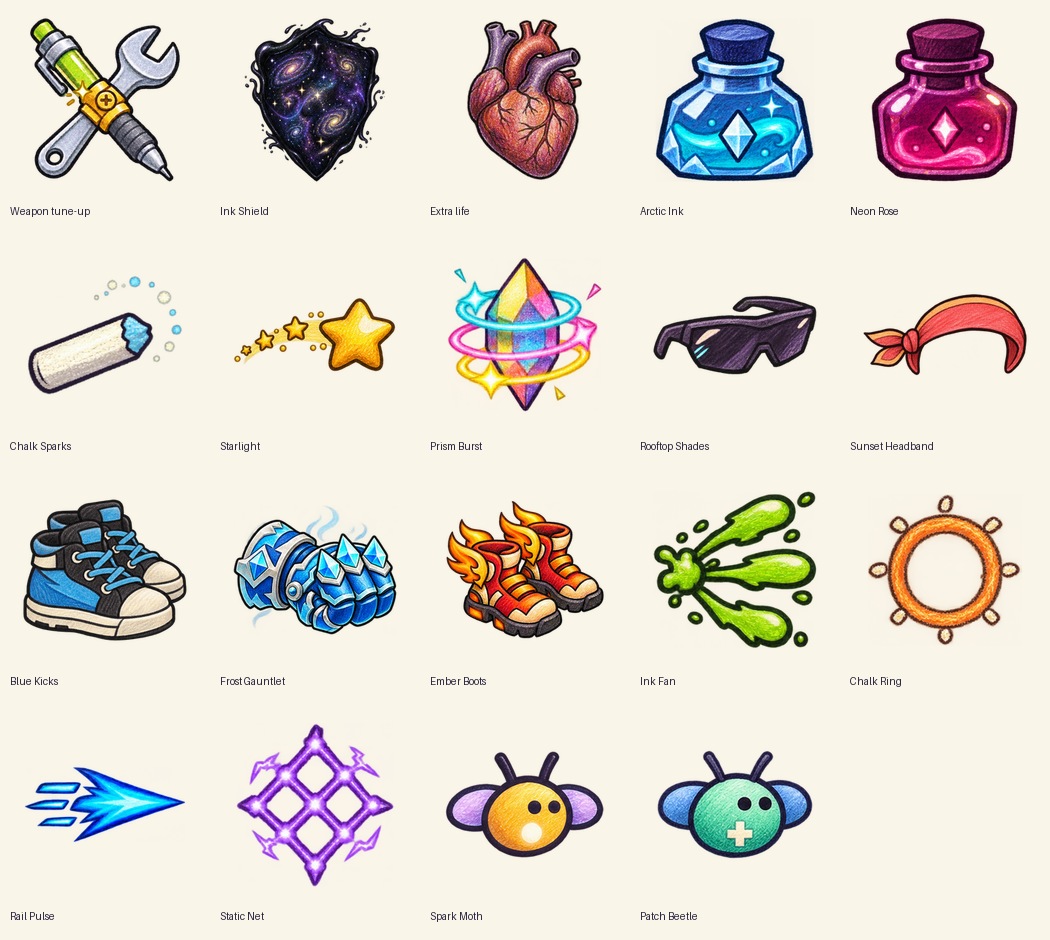 Weapon tune-up
Ink Shield
Extra life
Arctic Ink
Neon Rose
Chalk Sparks
Starlight
Prism Burst
Rooftop Shades
Sunset Headband
Blue Kicks
Frost Gauntlet
Ember Boots
Ink Fan
Chalk Ring
Rail Pulse
Static Net
Spark Moth
Patch Beetle